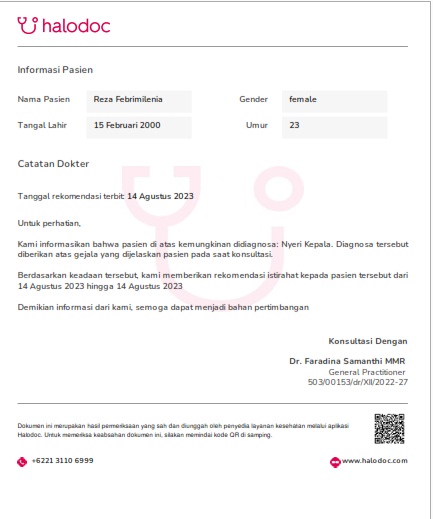 halodoc
Informasi Pasien
Nama Pasien Reza Febrimilenia Gender female
Tangal Lahir 15 Februari 2000 Umur 23
Catatan Dokter
Tanggal rekomendasi terbit: 14 Agustus 2023
Untuk perhatian,
Kami informasikan bahwa pasien di atas kemungkinan didiagnosa: Nyeri Kepala. Diagnosa tersebut
diberikan atas gejala yang dijelaskan pasien pada saat konsultasi.
Berdasarkan keadaan tersebut, kami memberikan rekomendasi istirahat kepada pasien tersebut dari
14 Agustus 2023 hingga 14 Agustus 2023
Demikian informasi dari kami, semoga dapat menjadi bahan pertimbangan
Konsultasi Dengan
Dr. Faradina Samanthi MMR
General Practitioner
503/00153/dr/XII/2022-27
Dokumen ini merupakan hasil permeriksaan yang sah dan diunggah oleh penyedia layanan kesehatan melalui aplikasi
Halodoc. Untuk memeriksa keabsahan dokumen ini, silakan memindai kode QR di samping.
+6221 3110 6999 www.halodoc.com